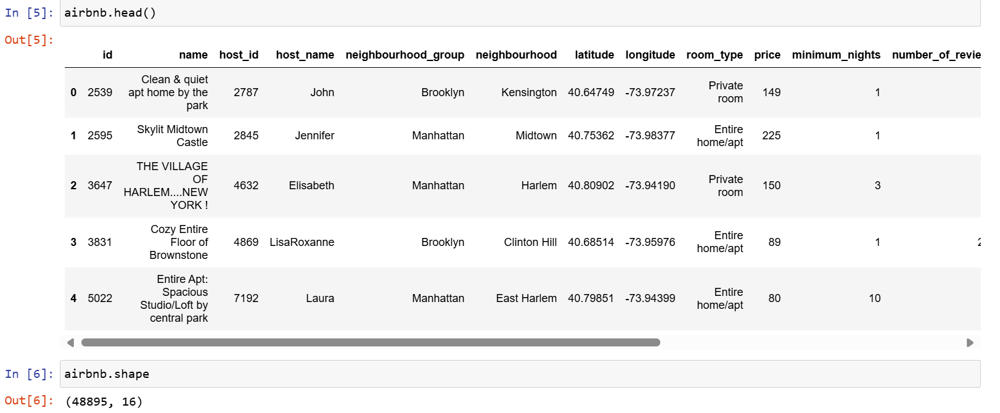 In [5]: airbnb.head()
Out[5]:
id name host_id host_name neighbourhood_group neighbourhood latitude longitude room_type price minimum_nights number_of_revie
0 2539 Clean & quiet apt home by the park 2787 John Brooklyn Kensington 40.64749 -73.97237 Private room 149 1
1 2595 Skylit Midtown Castle 2845 Jennifer Manhattan Midtown 40.75362 -73.98377 Entire home/apt 225 1
2 3647 THE VILLAGE OF HARLEM....NEW YORK ! 4632 Elisabeth Manhattan Harlem 40.80902 -73.94190 Private room 150 3
3 3831 Cozy Entire Floor of Brownstone 4869 LisaRoxanne Brooklyn Clinton Hill 40.68514 -73.95976 Entire home/apt 89 1 2
4 5022 Entire Apt: Spacious Studio/Loft by central park 7192 Laura Manhattan East Harlem 40.79851 -73.94399 Entire home/apt 80 10
In [6]: airbnb.shape
Out[6]: (48895, 16)